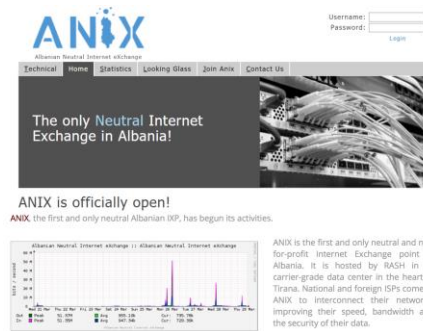 ANIX
Albanian Neutral Internet eXchange
Username:
Password:
Login
Technical Home Statistics Looking Glass Join Anix Contact Us
The only Neutral Internet
Exchange in Albania!
ANIX is officially open!
ANIX, the first and only neutral Albanian IXP, has begun its activities.
Albanian Neutral Internet eXchange :: Albanian Neutral Internet eXchange
ANIX is the first and only neutral and n
for-profit Internet Exchange point
Albania. It is hosted by RASH in
carrier-grade data center in the heart
Tirana. National and foreign ISPs come
ANIX to interconnect their networ
improving their speed, bandwidth a
the security of their data.